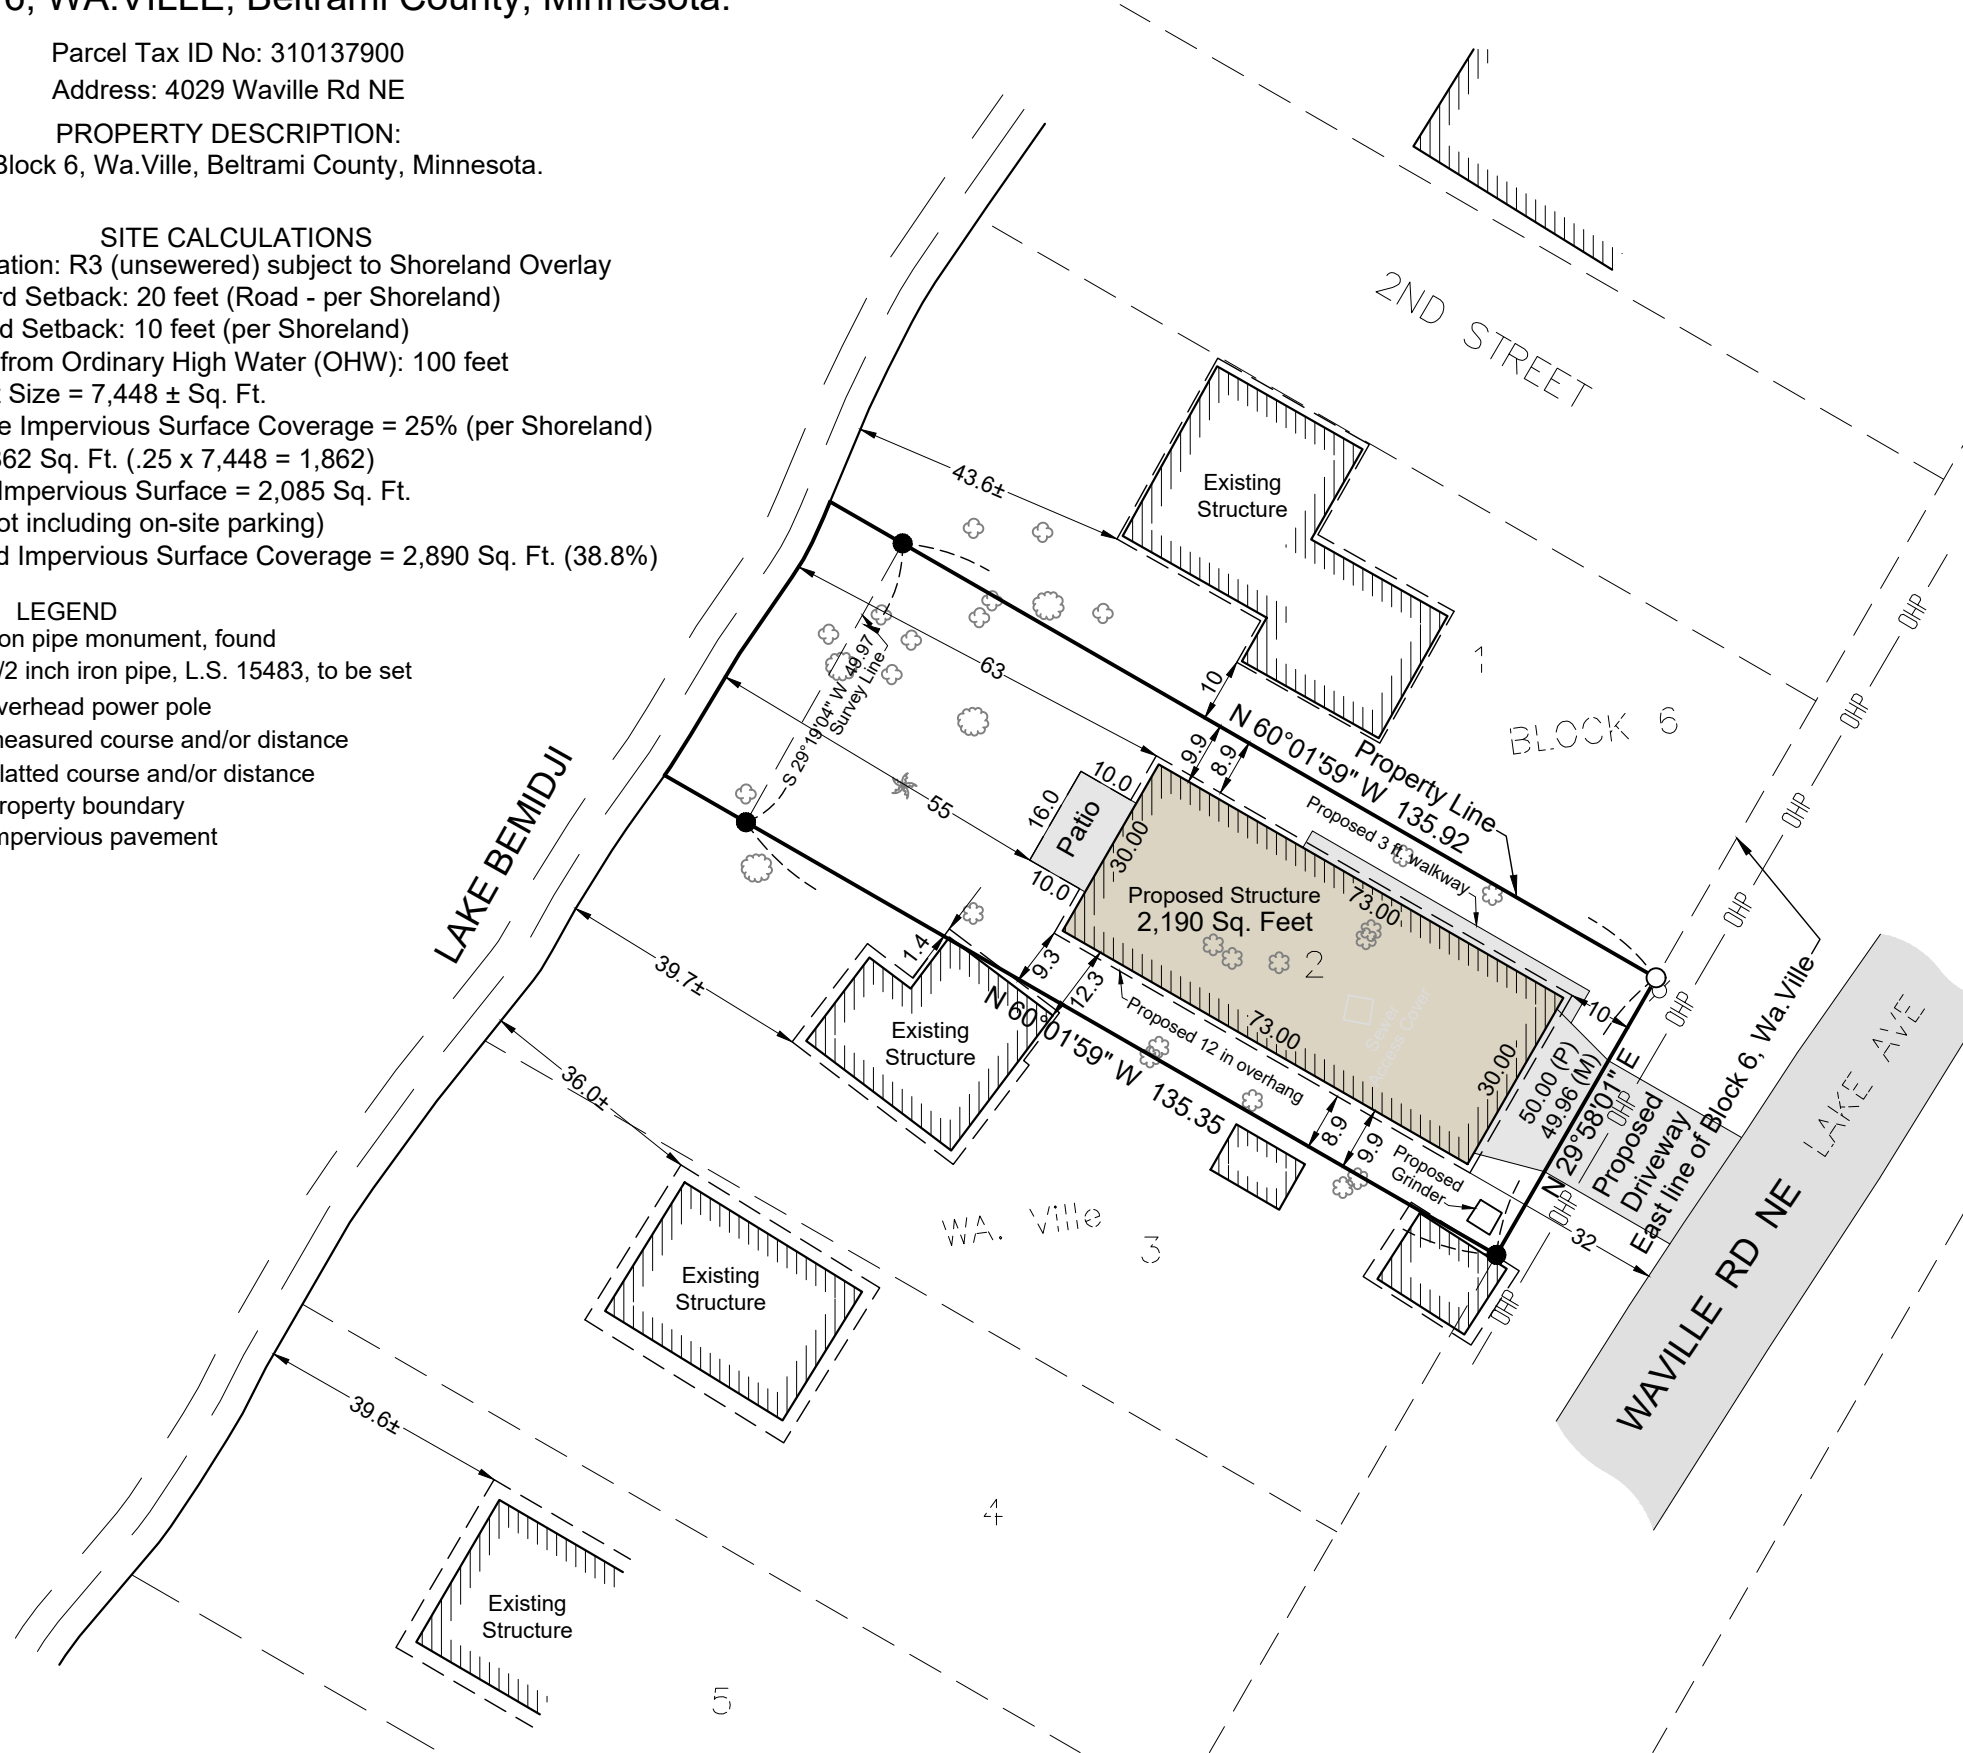 6, WA.VILLE, Beltrami County, Minnesota.
Parcel Tax ID No: 310137900
Address: 4029 Waville Rd NE
PROPERTY DESCRIPTION:
Block 6, Wa.Ville, Beltrami County, Minnesota.
SITE CALCULATIONS
ation: R3 (unsewered) subject to Shoreland Overlay
rd Setback: 20 feet (Road - per Shoreland)
d Setback: 10 feet (per Shoreland)
from Ordinary High Water (OHW): 100 feet
t Size = 7,448 ± Sq. Ft.
e Impervious Surface Coverage = 25% (per Shoreland)
862 Sq. Ft. (.25 x 7,448 = 1,862)
Impervious Surface = 2,085 Sq. Ft.
ot including on-site parking)
d Impervious Surface Coverage = 2,890 Sq. Ft. (38.8%)
LEGEND
on pipe monument, found
/2 inch iron pipe, L.S. 15483, to be set
verhead power pole
measured course and/or distance
latted course and/or distance
roperty boundary
mpervious pavement
2ND STREET
43.6±
Existing
Structure
1
BLOCK 6
OHP
OHP
OHP
OHP
OHP
OHP
OHP
OHP
63
S 29°19'04" W 49.97
Survey Line
55
10
9.9
8.9
N 60°01'59" W 135.92
Property Line
Proposed 3 ft. walkway
10.0
16.0
Patio
10.0
30.00
73.00
Proposed Structure
2,190 Sq. Feet
2
Sewer
Access Cover
73.00
30.00
LAKE BEMIDJI
1.4
9.3
12.3
39.7±
Existing
Structure
N 60°01'59" W 135.35
Proposed 12 in overhang
8.9
9.9
Proposed
Grinder
10
50.00 (P)
49.96 (M)
N 29°58'01" E
Proposed
Driveway
East line of Block 6, Wa.Ville
32
WAVILLE RD NE
LAKE AVE
36.0±
Existing
Structure
WA. Ville
3
39.6±
Existing
Structure
4
5